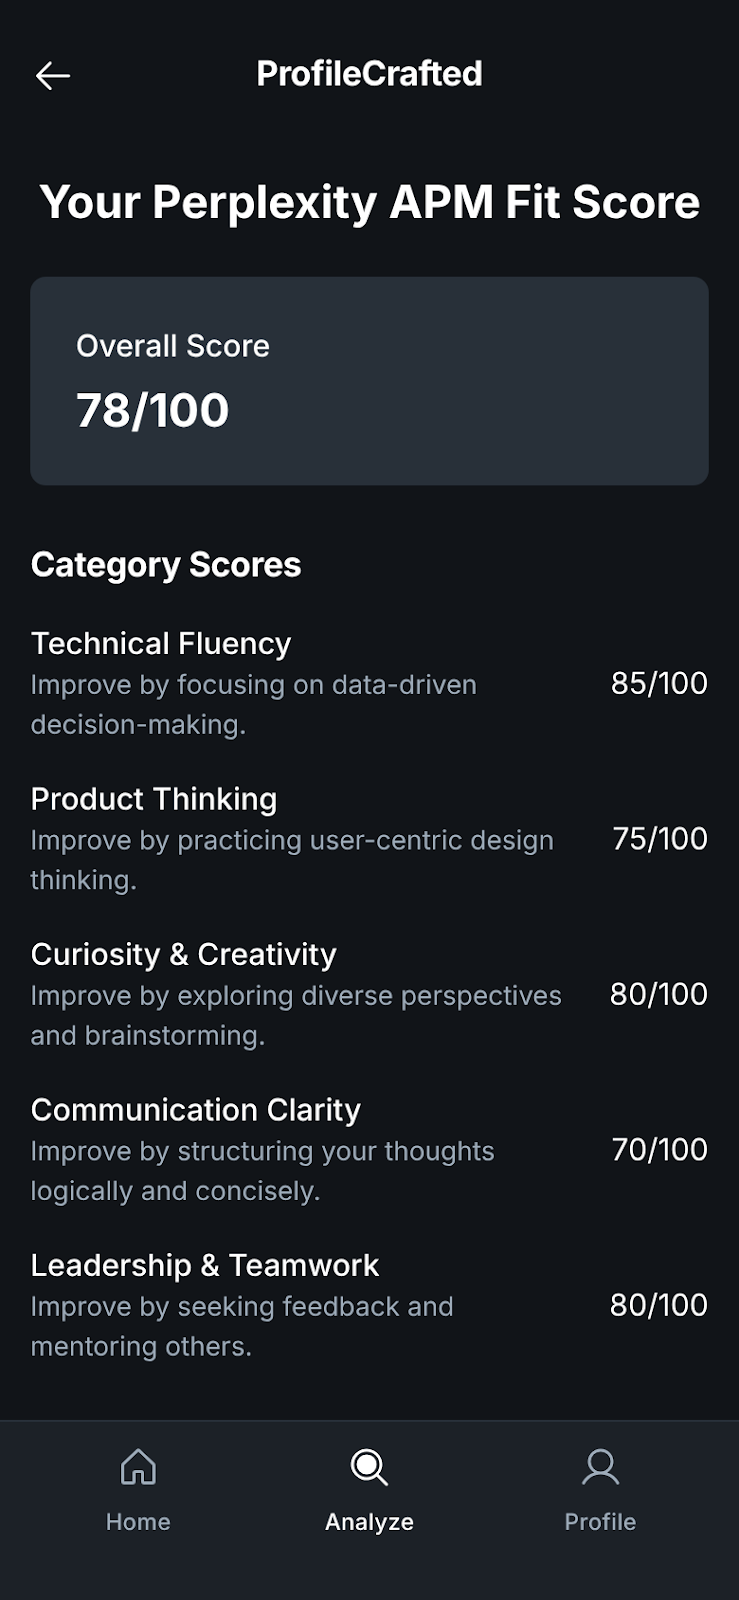 ProfileCrafted
Your Perplexity APM Fit Score
Overall Score
78/100
Category Scores
Technical Fluency
Improve by focusing on data-driven
decision-making.
85/100
Product Thinking
Improve by practicing user-centric design
thinking.
75/100
Curiosity & Creativity
Improve by exploring diverse perspectives
and brainstorming.
80/100
Communication Clarity
Improve by structuring your thoughts
logically and concisely.
70/100
Leadership & Teamwork
Improve by seeking feedback and
mentoring others.
80/100
Home
Analyze
Profile